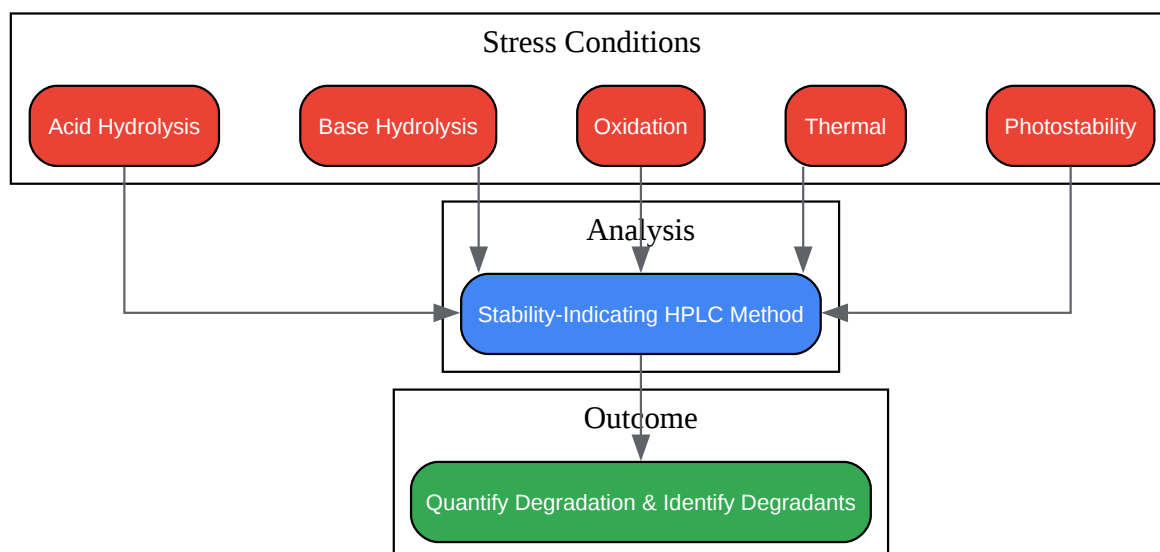 Stress Conditions
Acid Hydrolysis
Base Hydrolysis
Oxidation
Thermal
Photostability
Analysis
Stability-Indicating HPLC Method
Outcome
Quantify Degradation & Identify Degradants